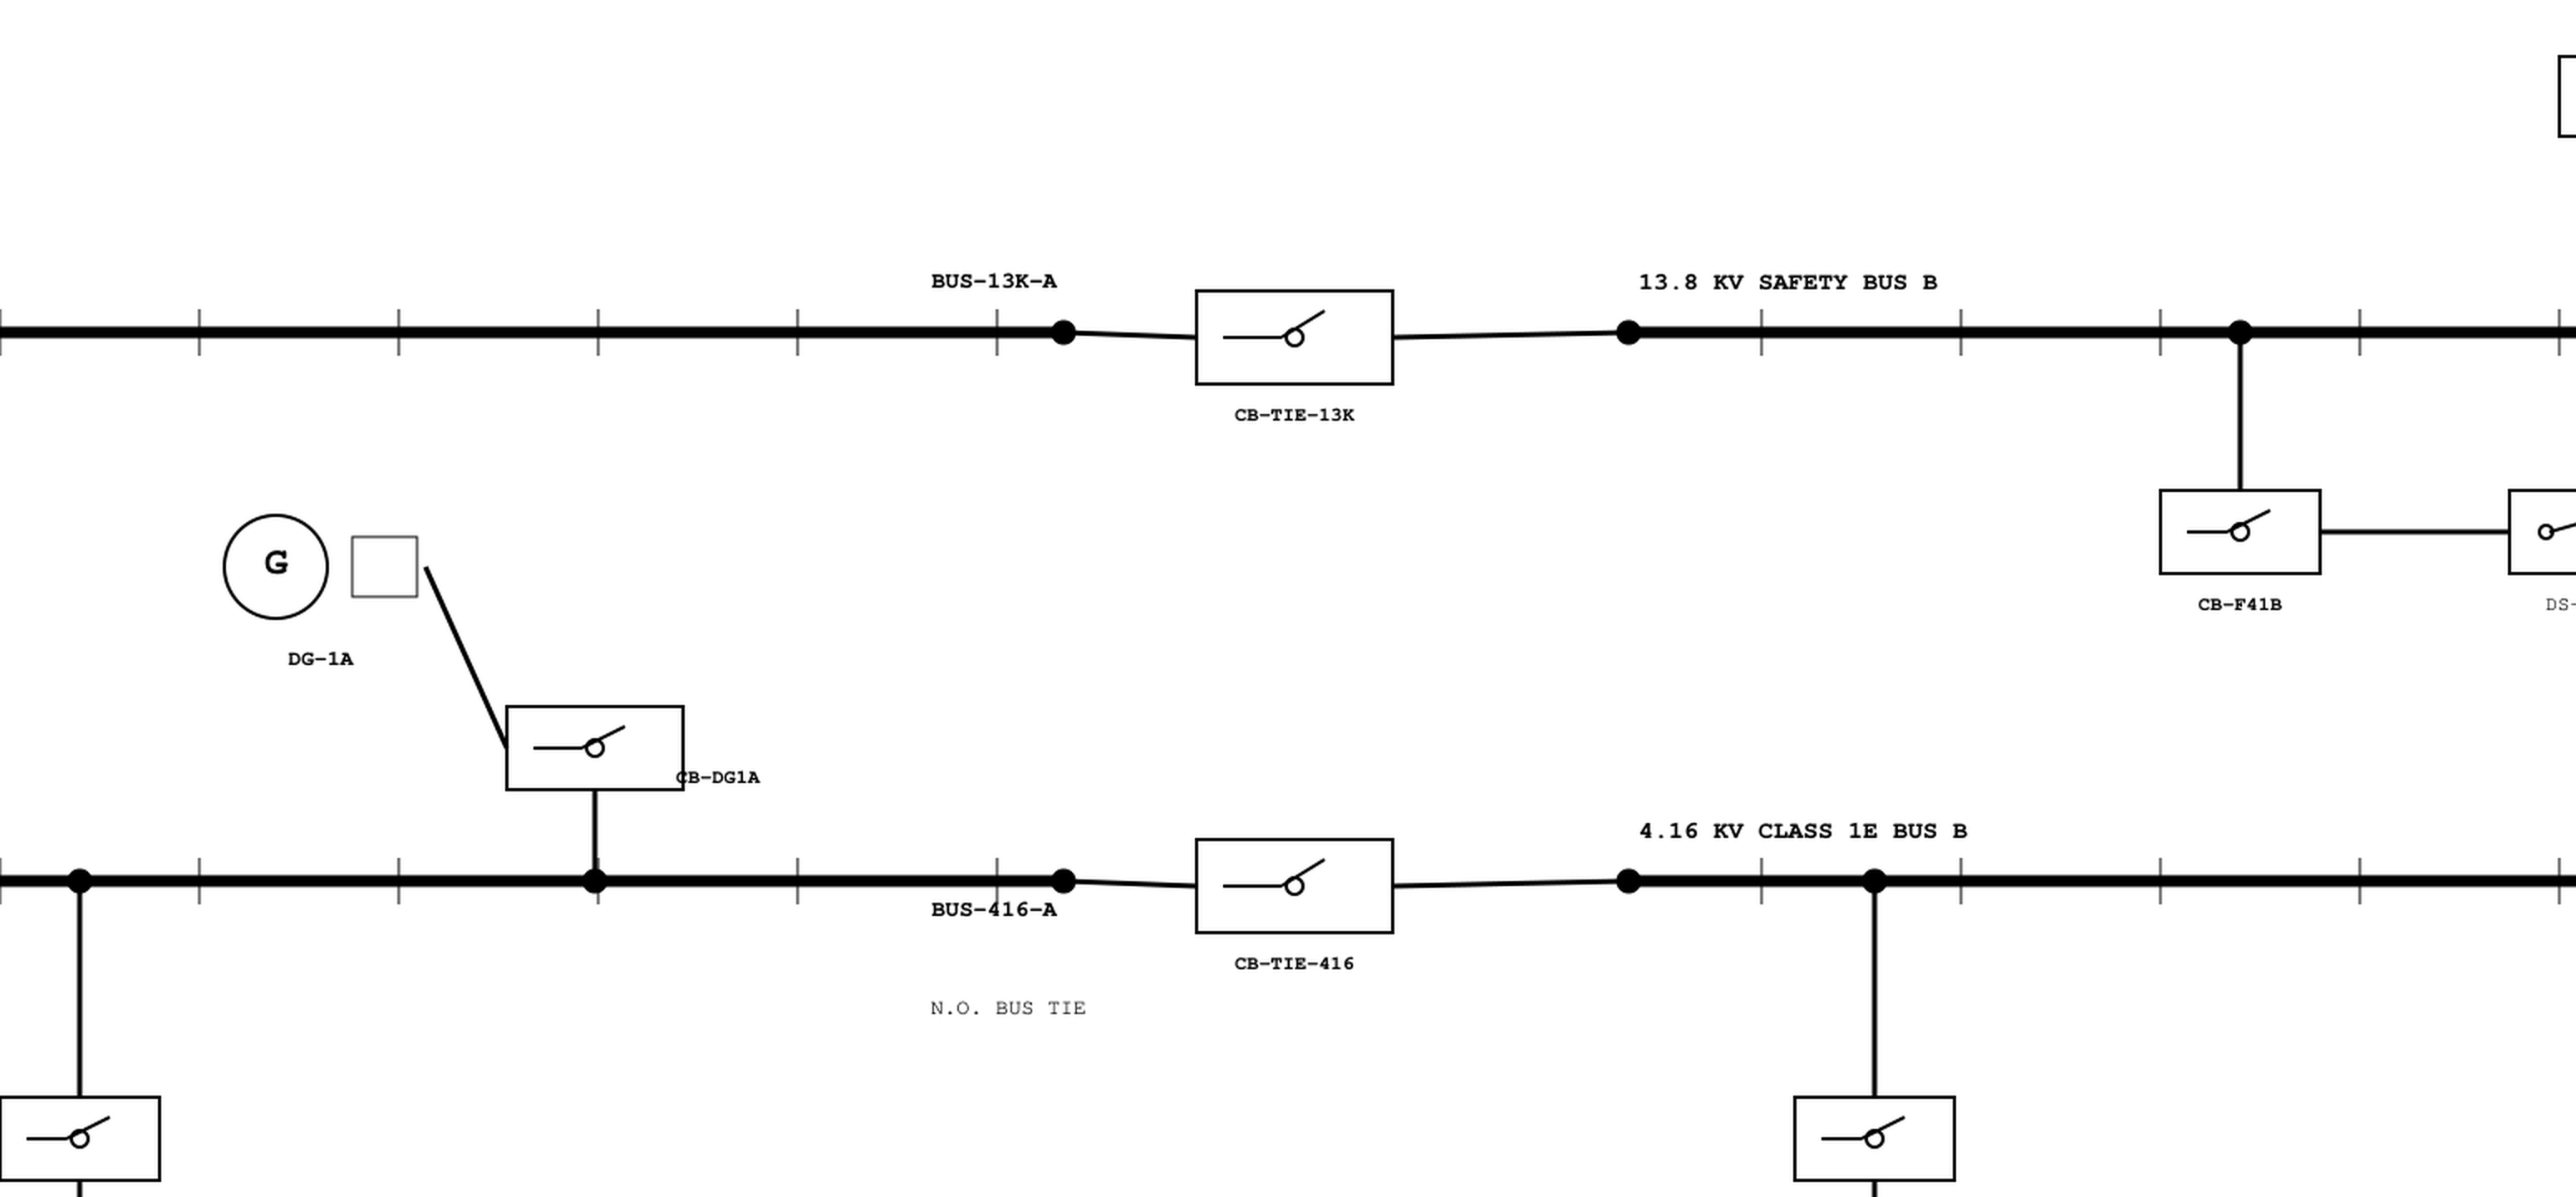 BUS-13K-A
13.8 KV SAFETY BUS B
CB-TIE-13K
G
CB-F41B
DS-
DG-1A
CB-DG1A
4.16 KV CLASS 1E BUS B
BUS-416-A
CB-TIE-416
N.O. BUS TIE